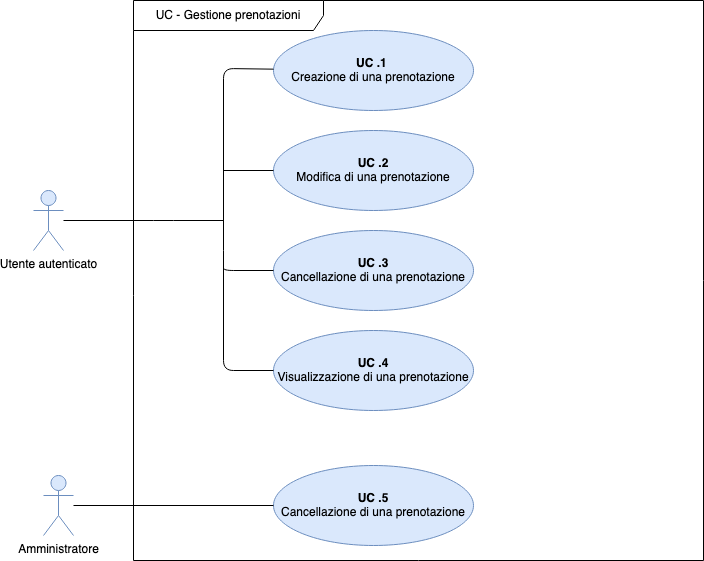 UC - Gestione prenotazioni
UC .1
Creazione di una prenotazione
UC .2
Modifica di una prenotazione
Utente autenticato
UC .3
Cancellazione di una prenotazione
UC .4
Visualizzazione di una prenotazione
UC .5
Cancellazione di una prenotazione
Amministratore